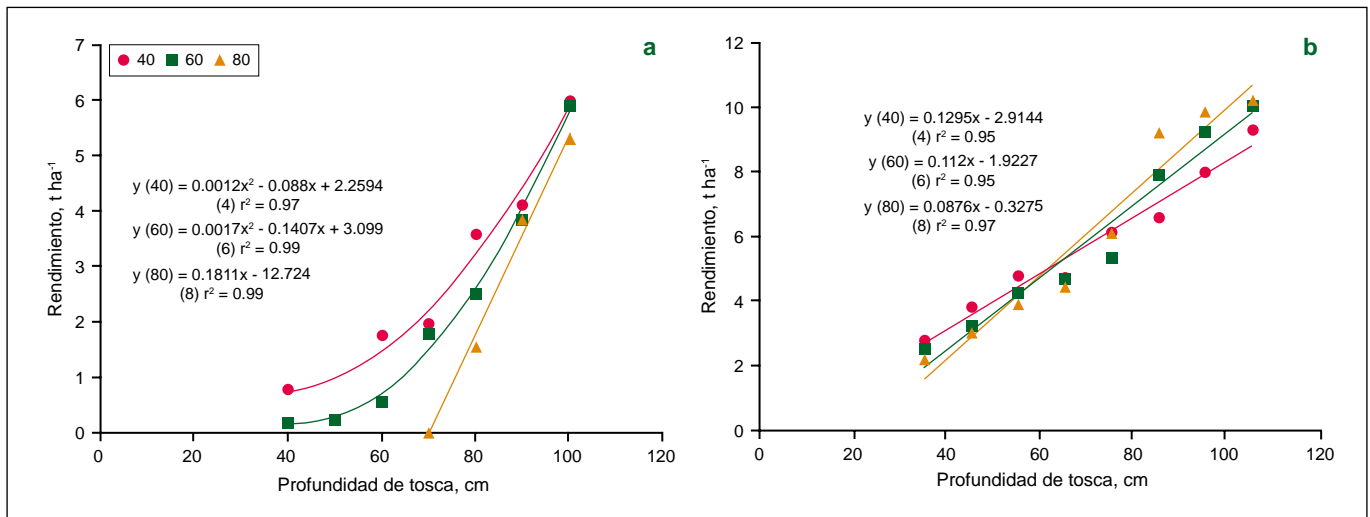 a
7
6
5
4
3
2
1
0
Rendimiento, t ha⁻¹
40 60 80
y (40) = 0.0012x² - 0.088x + 2.2594
(4) r² = 0.97
y (60) = 0.0017x² - 0.1407x + 3.099
(6) r² = 0.99
y (80) = 0.1811x - 12.724
(8) r² = 0.99
0 20 40 60 80 100 120
Profundidad de tosca, cm
b
12
10
8
6
4
2
0
Rendimiento, t ha⁻¹
y (40) = 0.1295x - 2.9144
(4) r² = 0.95
y (60) = 0.112x - 1.9227
(6) r² = 0.95
y (80) = 0.0876x - 0.3275
(8) r² = 0.97
0 20 40 60 80 100 120
Profundidad de tosca, cm